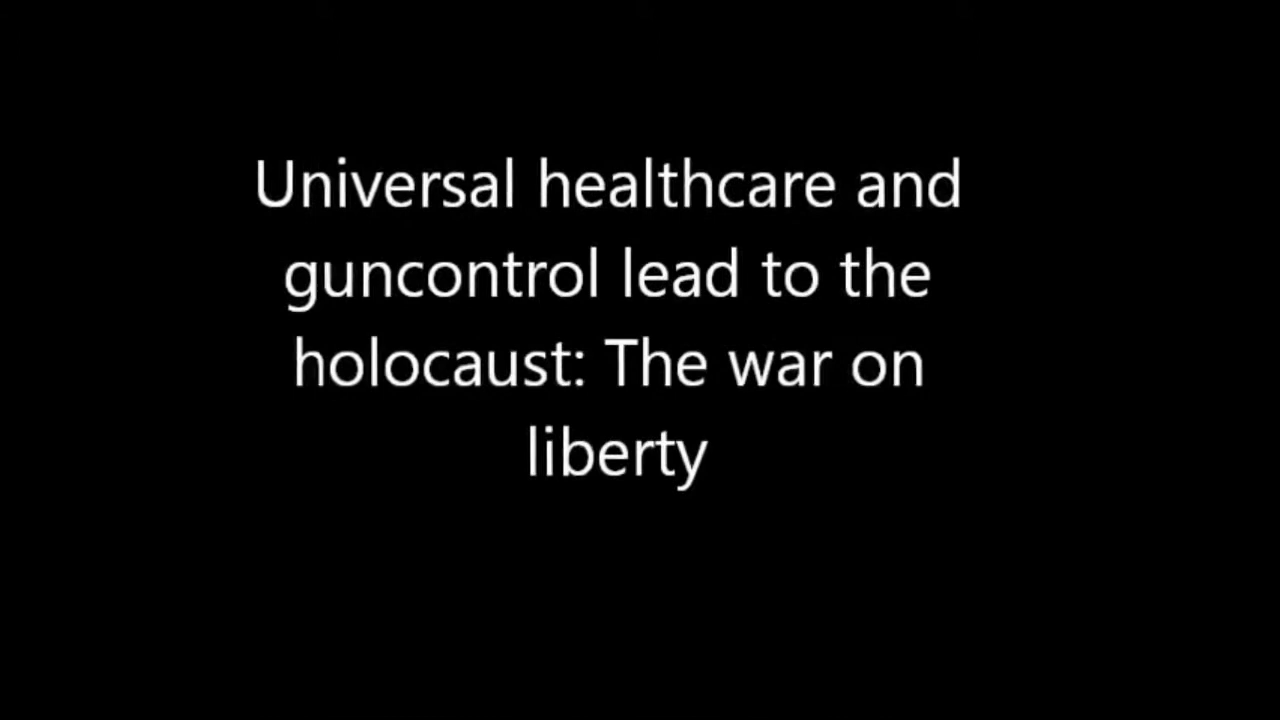 Universal healthcare and
guncontrol lead to the
holocaust: The war on
liberty